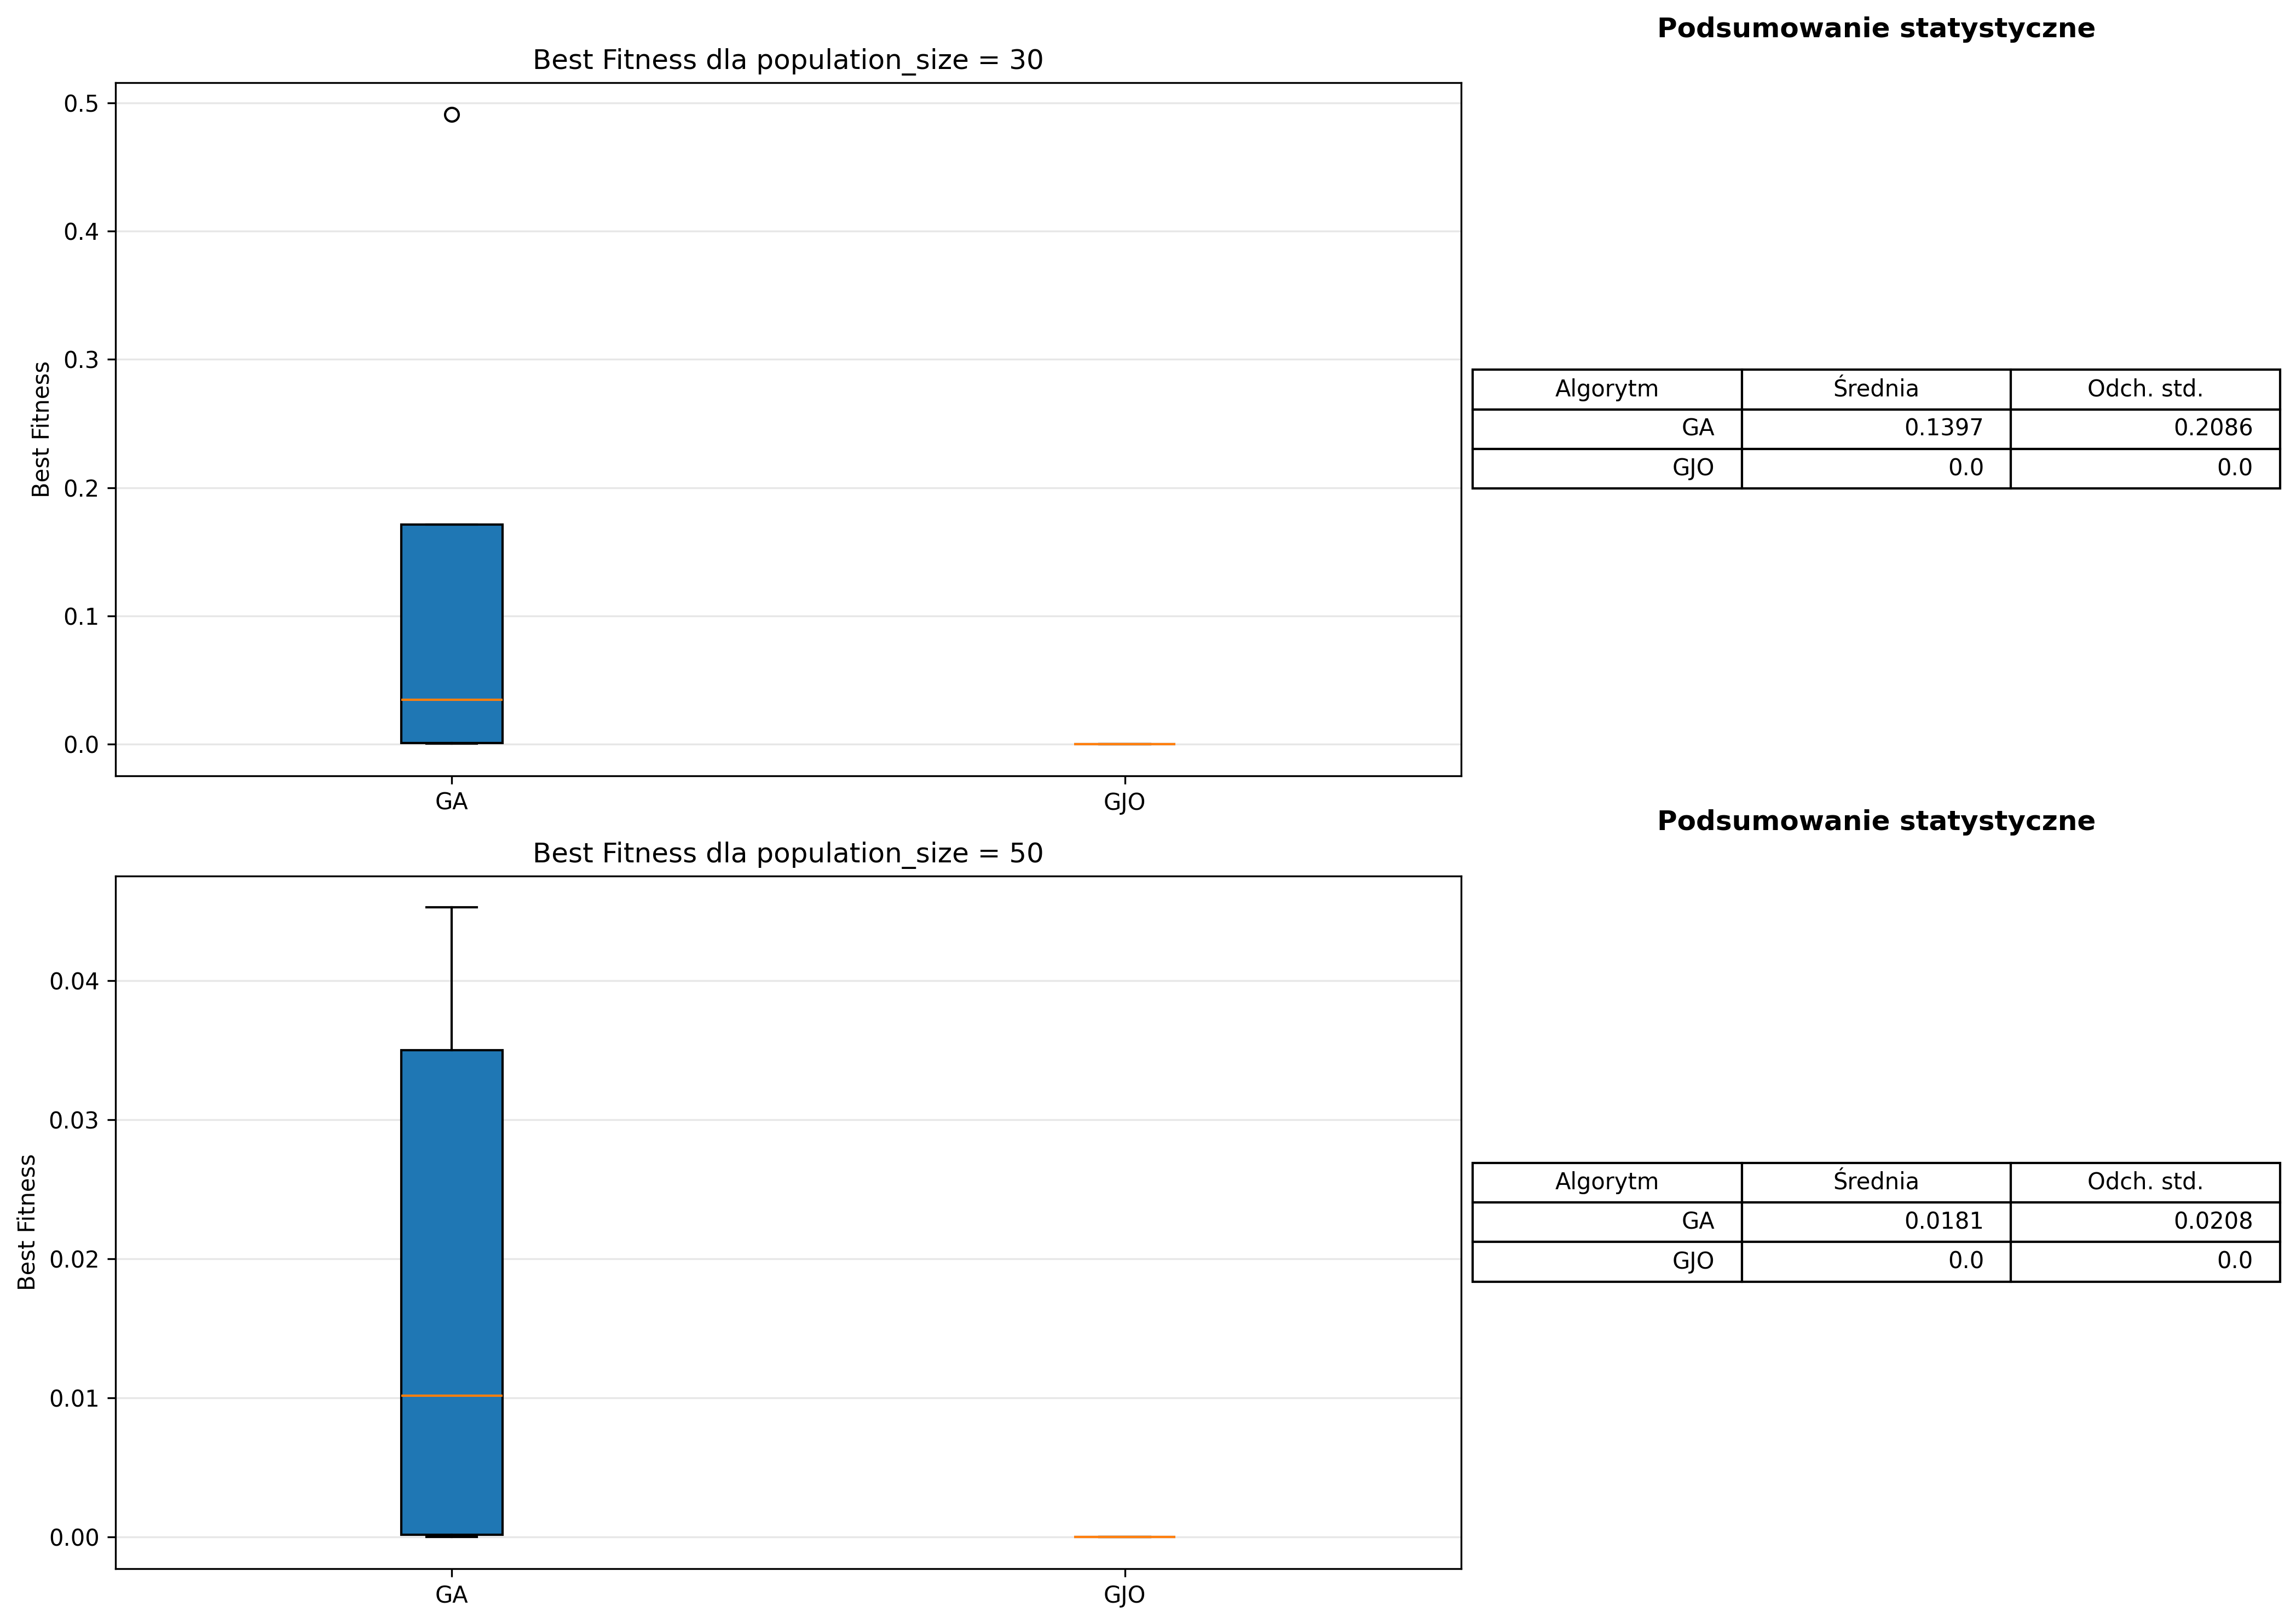 Podsumowanie statystyczne
Best Fitness dla population_size = 30
0.5
0.4
0.3
0.2
0.1
0.0
Best Fitness
GA
GJO
Algorytm Średnia Odch. std.
GA 0.1397 0.2086
GJO 0.0 0.0
Podsumowanie statystyczne
Best Fitness dla population_size = 50
0.04
0.03
0.02
0.01
0.00
Best Fitness
GA
GJO
Algorytm Średnia Odch. std.
GA 0.0181 0.0208
GJO 0.0 0.0